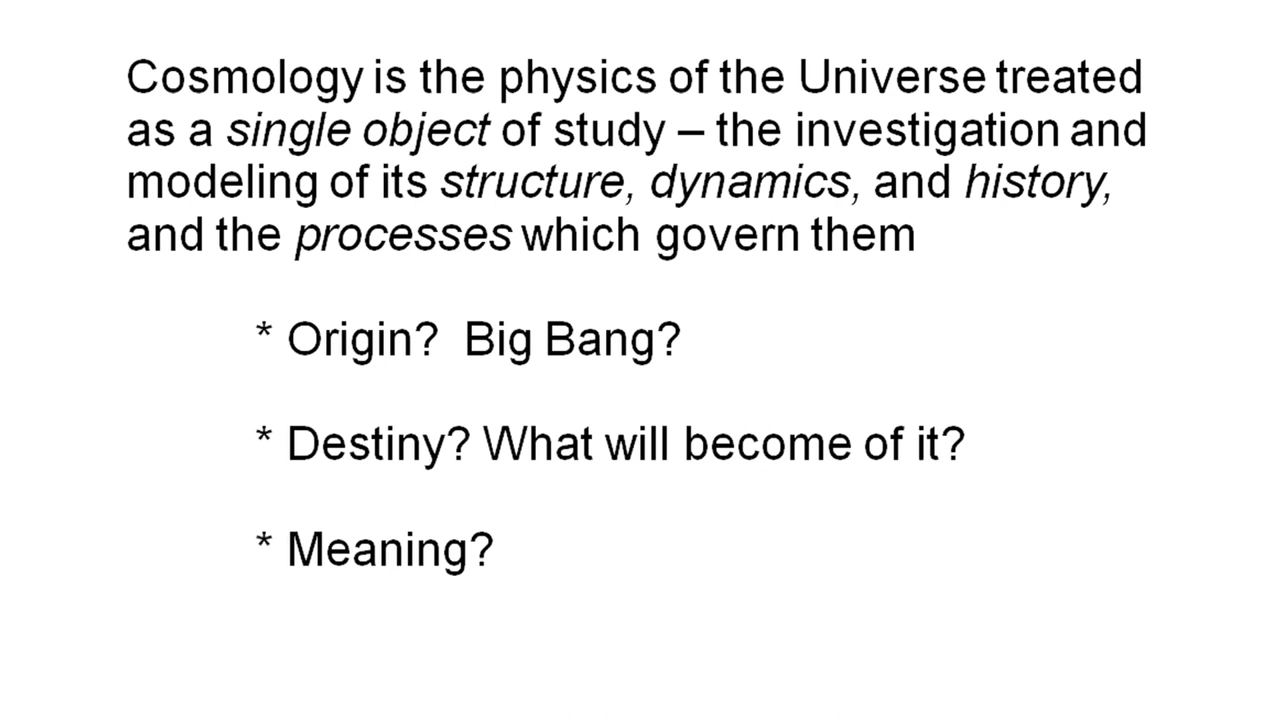 Cosmology is the physics of the Universe treated
as a single object of study – the investigation and
modeling of its structure, dynamics, and history,
and the processes which govern them
* Origin?  Big Bang?
* Destiny? What will become of it?
* Meaning?